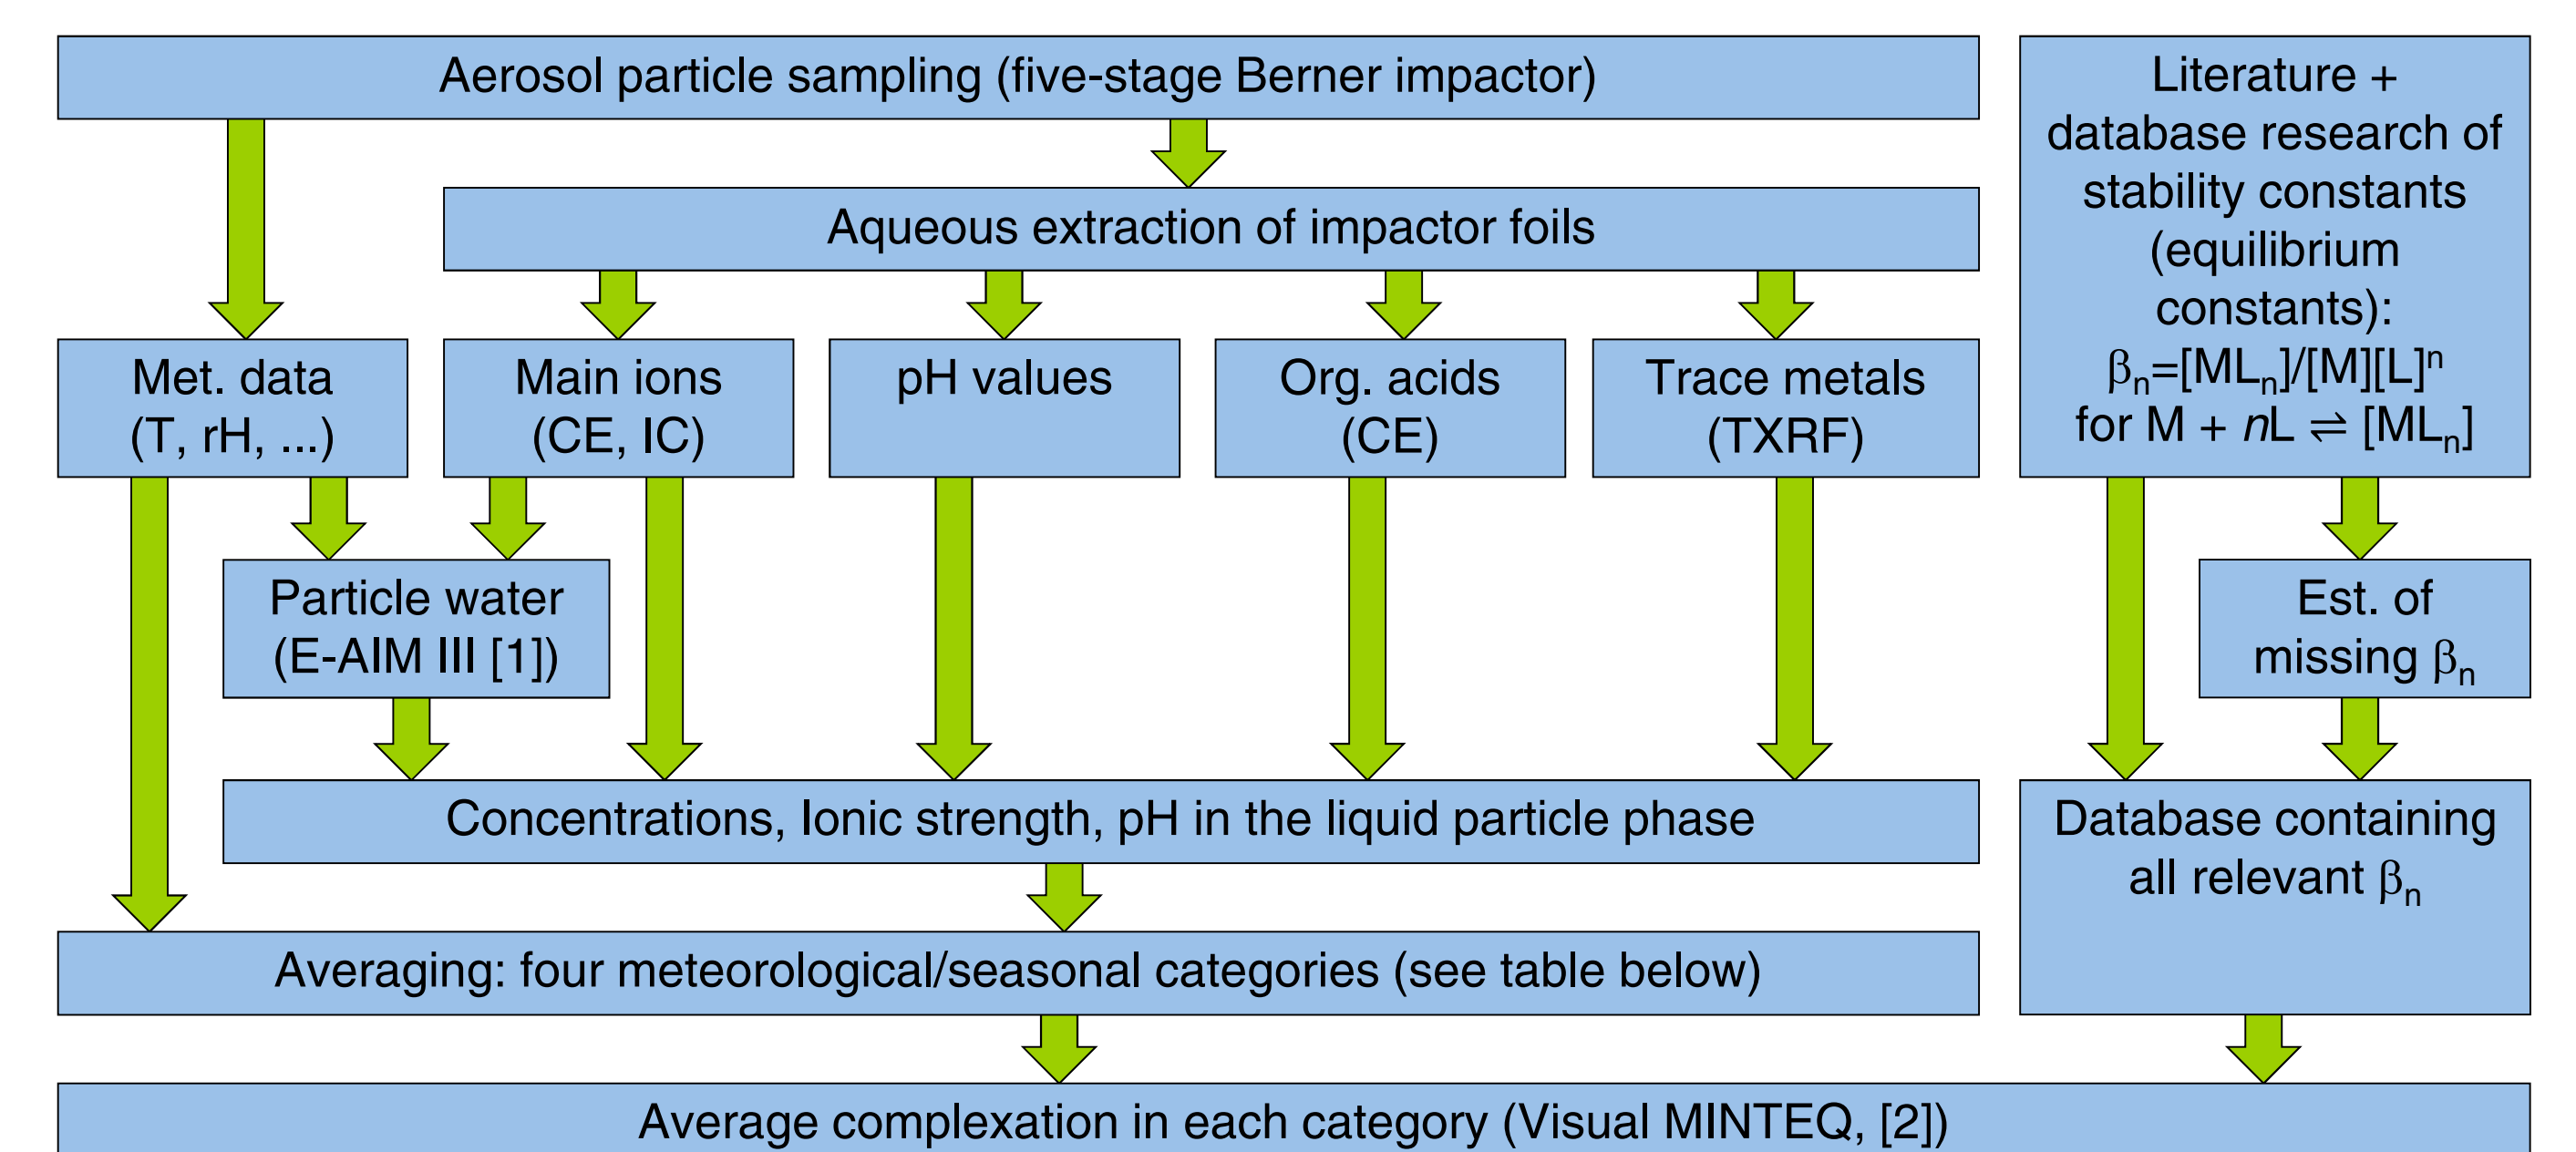 Aerosol particle sampling (five-stage Berner impactor)
Aqueous extraction of impactor foils
Met. data
(T, rH, ...)
Main ions
(CE, IC)
pH values
Org. acids
(CE)
Trace metals
(TXRF)
Particle water
(E-AIM III [1])
Concentrations, Ionic strength, pH in the liquid particle phase
Averaging: four meteorological/seasonal categories (see table below)
Literature +
database research of
stability constants
(equilibrium
constants):
βₙ=[MLₙ]/[M][L]ⁿ
for M + nL ⇌ [MLₙ]
Est. of
missing βₙ
Database containing
all relevant βₙ
Average complexation in each category (Visual MINTEQ, [2])